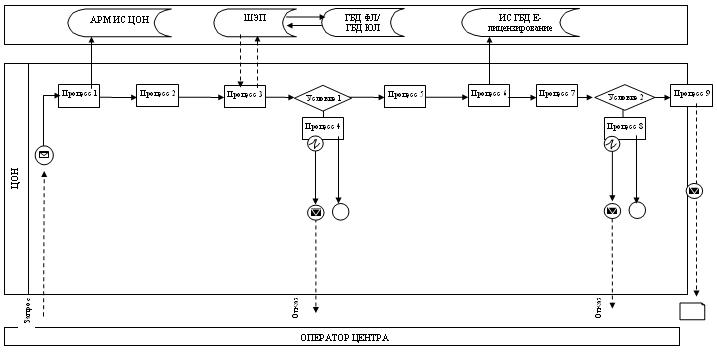 АРМ ИС ЦОН
ШЭП
ГБД ФЛ/
ГБД ЮЛ
ИС ГБД Е-
лицензирование
Процесс 1
Процесс 2
Процесс 3
Условие 1
Процесс 5
Процесс 6
Процесс 7
Условие 2
Процесс 9
Процесс 4
Процесс 8
ЦОН
Запрос
Отказ
Отказ
ОПЕРАТОР ЦЕНТРА